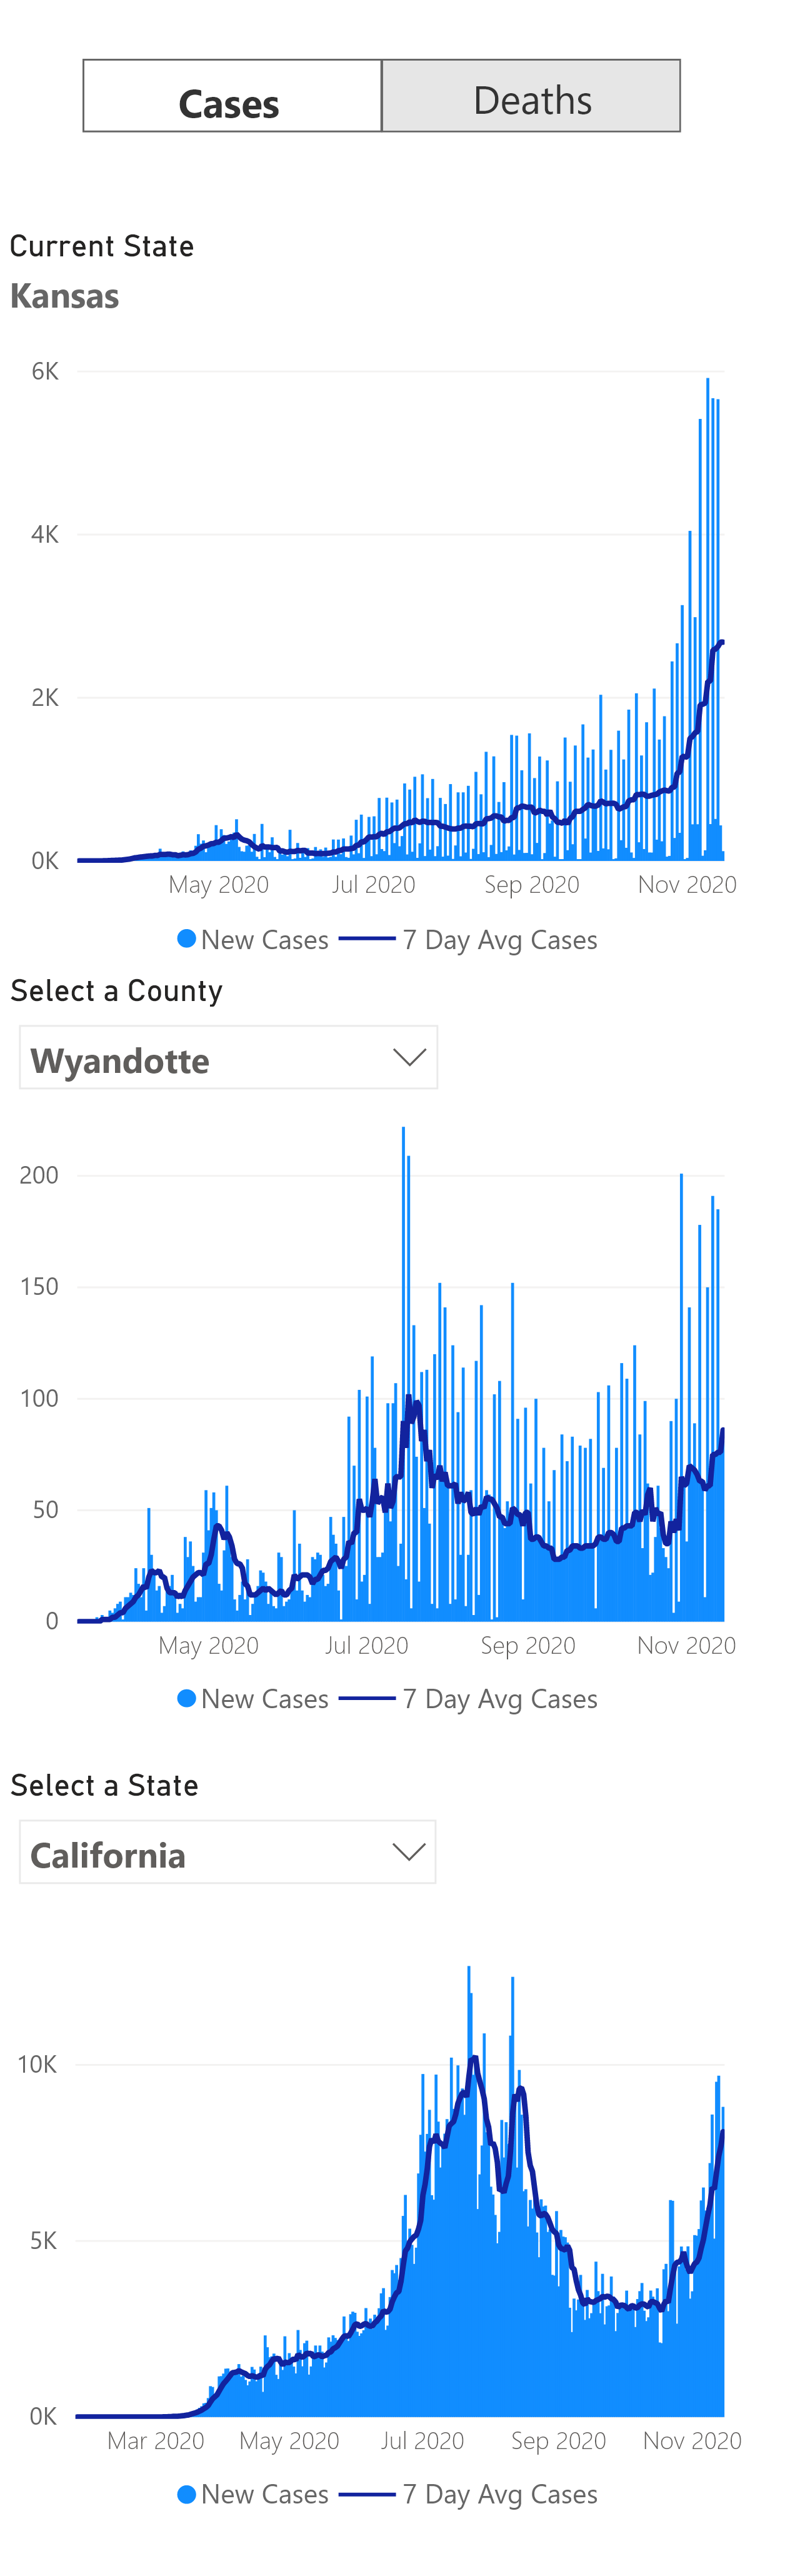 Cases Deaths
Current State
Kansas
6K
4K
2K
0K
May 2020 Jul 2020 Sep 2020 Nov 2020
New Cases 7 Day Avg Cases
Select a County
Wyandotte
200
150
100
50
0
May 2020 Jul 2020 Sep 2020 Nov 2020
New Cases 7 Day Avg Cases
Select a State
California
10K
5K
0K
Mar 2020 May 2020 Jul 2020 Sep 2020 Nov 2020
New Cases 7 Day Avg Cases